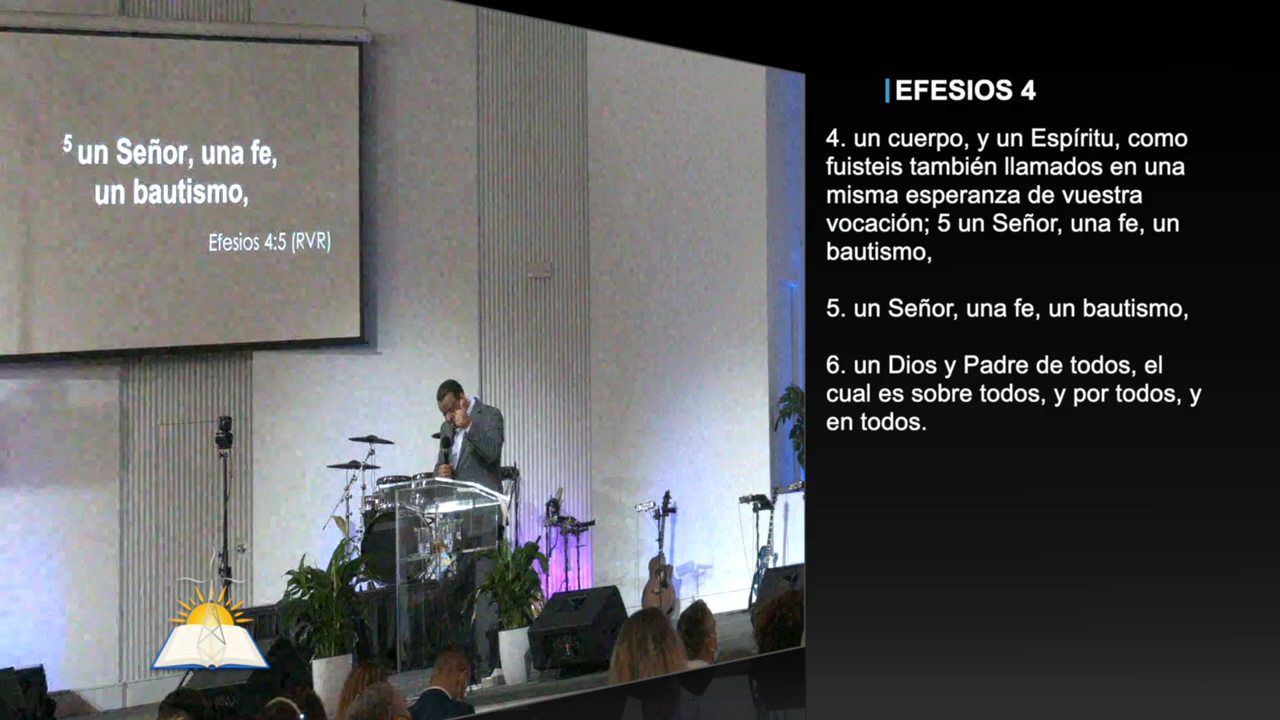 5 un Señor, una fe,
un bautismo,
Efesios 4:5 (RVR)
EFESIOS 4
4. un cuerpo, y un Espíritu, como
fuisteis también llamados en una
misma esperanza de vuestra
vocación; 5 un Señor, una fe, un
bautismo,
5. un Señor, una fe, un bautismo,
6. un Dios y Padre de todos, el
cual es sobre todos, y por todos, y
en todos.